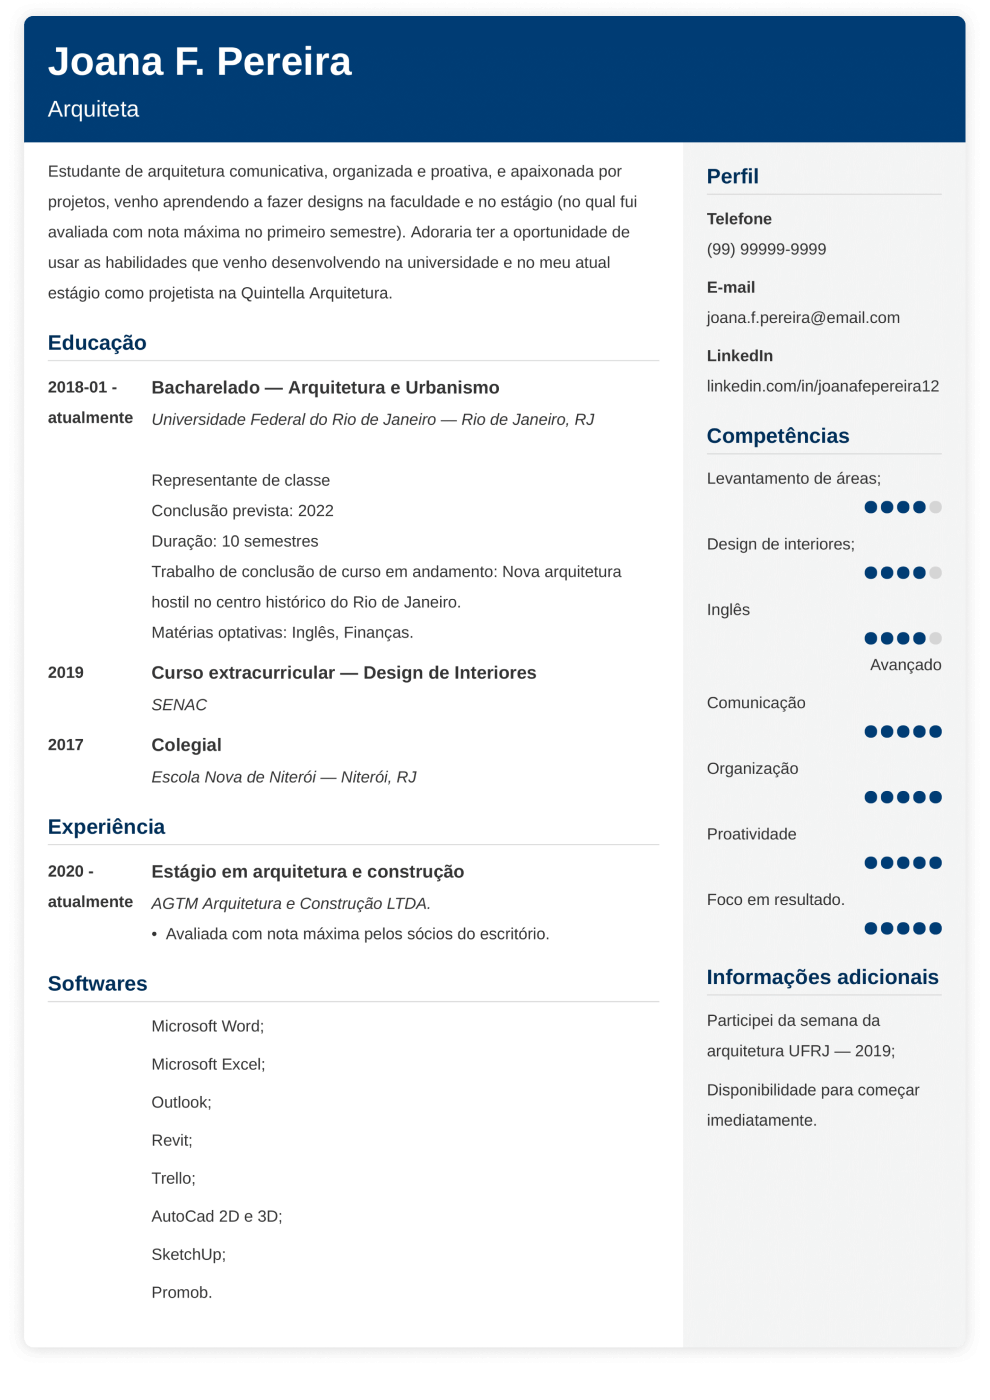 Joana F. Pereira
Arquiteta
Estudante de arquitetura comunicativa, organizada e proativa, e apaixonada por
projetos, venho aprendendo a fazer designs na faculdade e no estágio (no qual fui
avaliada com nota máxima no primeiro semestre). Adoraria ter a oportunidade de
usar as habilidades que venho desenvolvendo na universidade e no meu atual
estágio como projetista na Quintella Arquitetura.
Educação
2018-01 -
atualmente
Bacharelado — Arquitetura e Urbanismo
Universidade Federal do Rio de Janeiro — Rio de Janeiro, RJ
Representante de classe
Conclusão prevista: 2022
Duração: 10 semestres
Trabalho de conclusão de curso em andamento: Nova arquitetura
hostil no centro histórico do Rio de Janeiro.
Matérias optativas: Inglês, Finanças.
2019
Curso extracurricular — Design de Interiores
SENAC
2017
Colegial
Escola Nova de Niterói — Niterói, RJ
Experiência
2020 -
atualmente
Estágio em arquitetura e construção
AGTM Arquitetura e Construção LTDA.
• Avaliada com nota máxima pelos sócios do escritório.
Softwares
Microsoft Word;
Microsoft Excel;
Outlook;
Revit;
Trello;
AutoCad 2D e 3D;
SketchUp;
Promob.
Perfil
Telefone
(99) 99999-9999
E-mail
joana.f.pereira@email.com
LinkedIn
linkedin.com/in/joanafepereira12
Competências
Levantamento de áreas;
Design de interiores;
Inglês
Avançado
Comunicação
Organização
Proatividade
Foco em resultado.
Informações adicionais
Participei da semana da
arquitetura UFRJ — 2019;
Disponibilidade para começar
imediatamente.